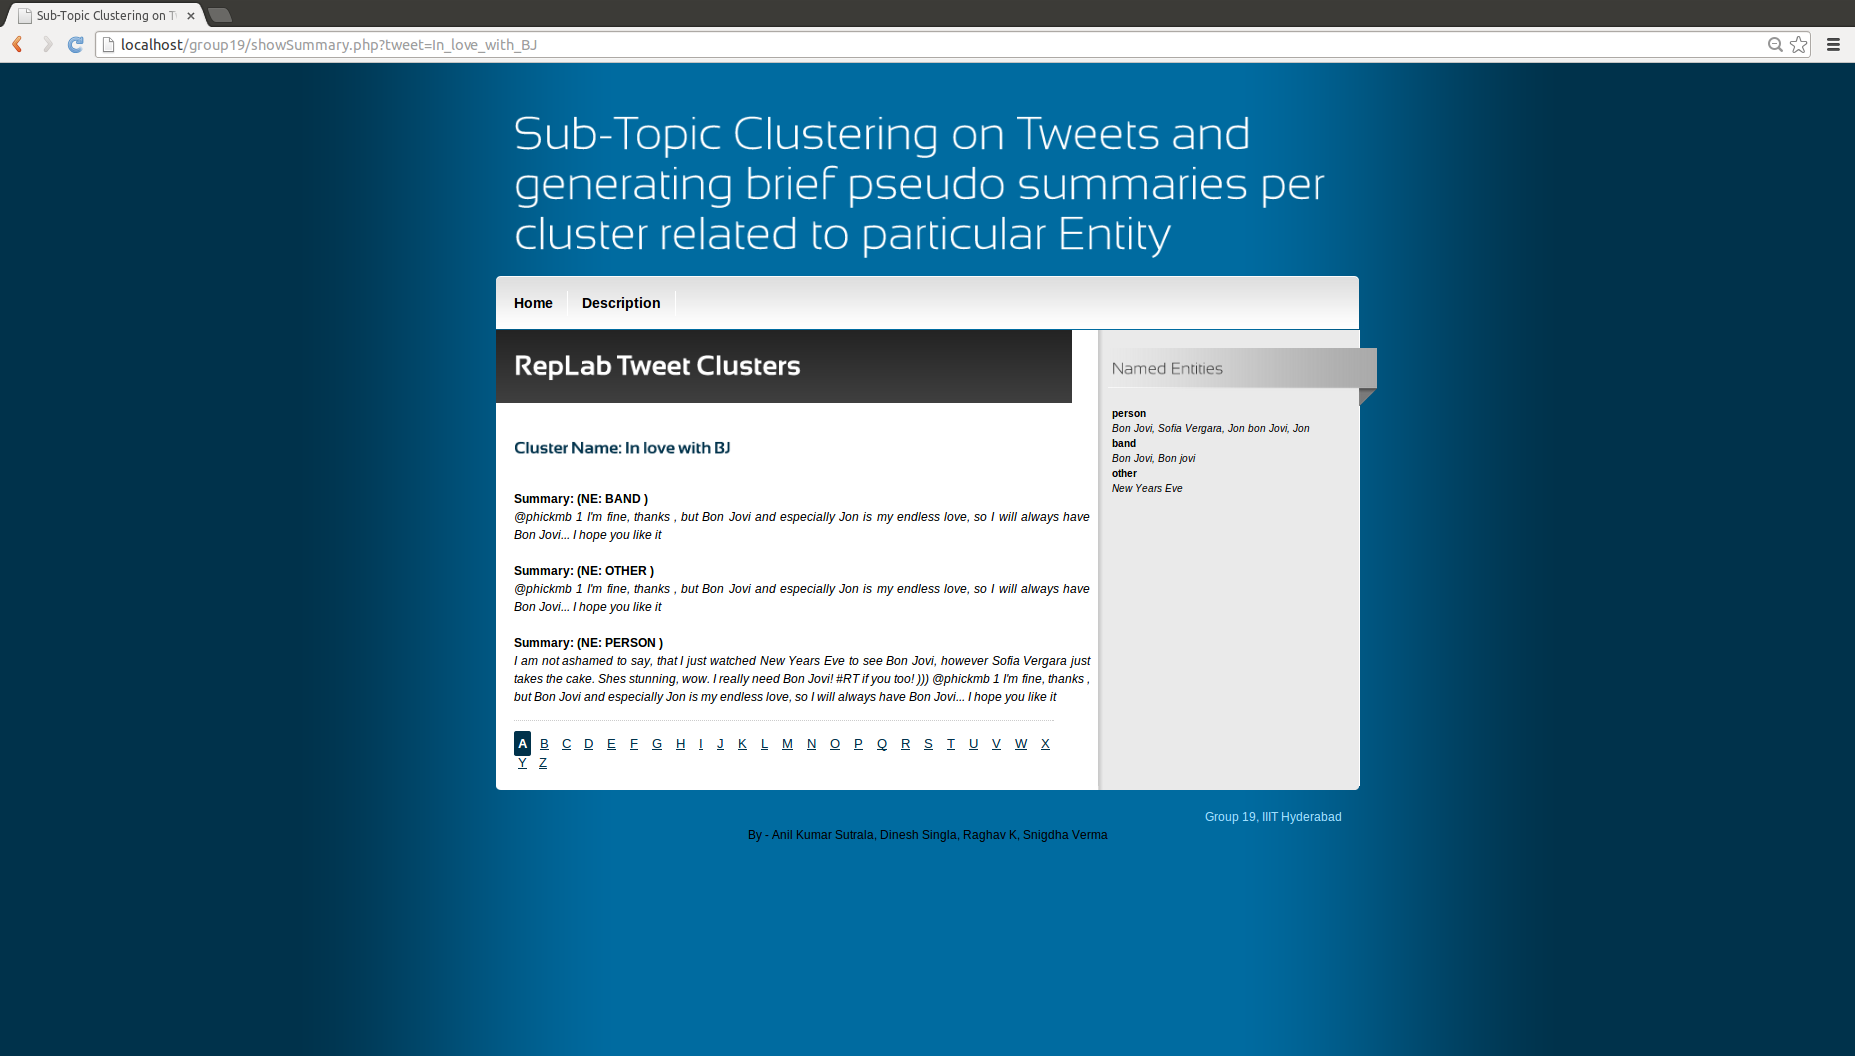 Sub-Topic Clustering on T
localhost/group19/showSummary.php?tweet=In_love_with_BJ
Sub-Topic Clustering on Tweets and
generating brief pseudo summaries per
cluster related to particular Entity
Home Description
RepLab Tweet Clusters
Cluster Name: In love with BJ
Summary: (NE: BAND )
@phickmb 1 I'm fine, thanks , but Bon Jovi and especially Jon is my endless love, so I will always have
Bon Jovi... I hope you like it
Summary: (NE: OTHER )
@phickmb 1 I'm fine, thanks , but Bon Jovi and especially Jon is my endless love, so I will always have
Bon Jovi... I hope you like it
Summary: (NE: PERSON )
I am not ashamed to say, that I just watched New Years Eve to see Bon Jovi, however Sofia Vergara just
takes the cake. Shes stunning, wow. I really need Bon Jovi! #RT if you too! ))) @phickmb 1 I'm fine, thanks ,
but Bon Jovi and especially Jon is my endless love, so I will always have Bon Jovi... I hope you like it
A B C D E F G H I J K L M N O P Q R S T U V W X
Y Z
Named Entities
person
Bon Jovi, Sofia Vergara, Jon bon Jovi, Jon
band
Bon Jovi, Bon jovi
other
New Years Eve
Group 19, IIIT Hyderabad
By - Anil Kumar Sutrala, Dinesh Singla, Raghav K, Snigdha Verma